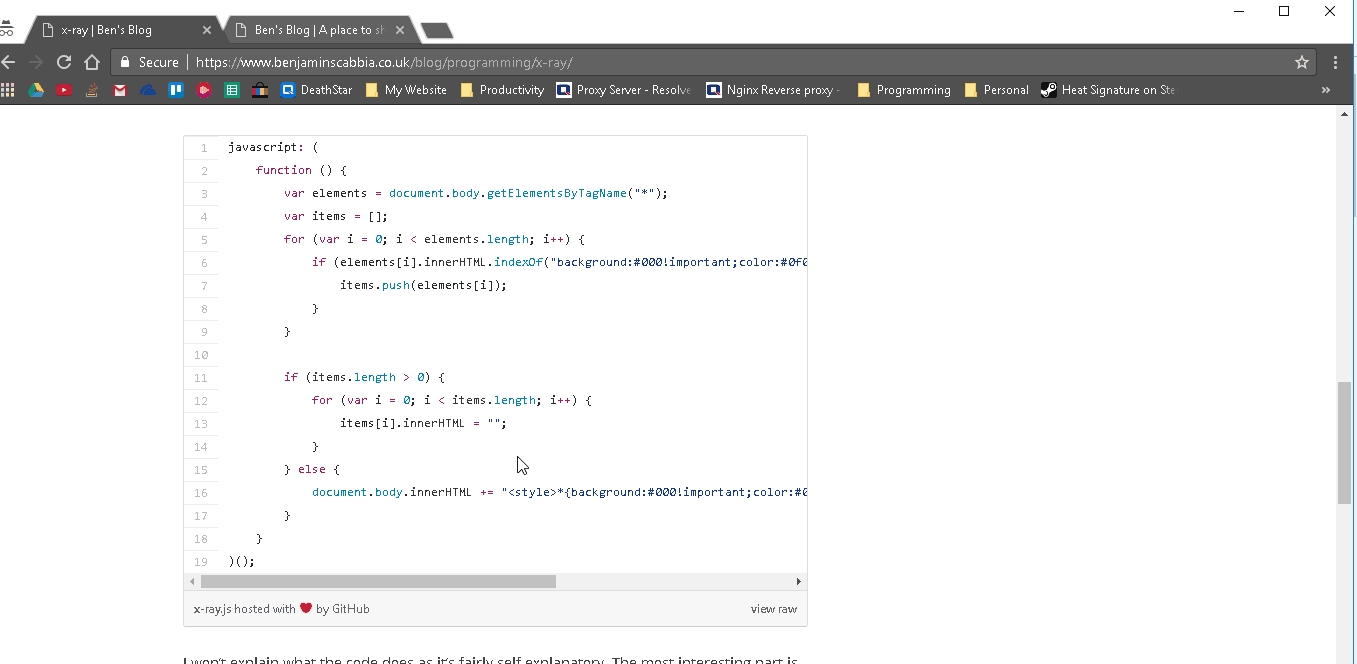 x-ray | Ben's Blog
Ben's Blog | A place to sh
Secure | https://www.benjaminscabbia.co.uk/blog/programming/x-ray/
DeathStar My Website Productivity Proxy Server - Resolve Nginx Reverse proxy - Programming Personal Heat Signature on Ste »
1 javascript: (
2 function () {
3 var elements = document.body.getElementsByTagName("*");
4 var items = [];
5 for (var i = 0; i < elements.length; i++) {
6 if (elements[i].innerHTML.indexOf("background:#000!important;color:#0f0
7 items.push(elements[i]);
8 }
9 }
10
11 if (items.length > 0) {
12 for (var i = 0; i < items.length; i++) {
13 items[i].innerHTML = "";
14 }
15 } else {
16 document.body.innerHTML += "<style>*{background:#000!important;color:#0
17 }
18 }
19 )();
x-ray.js hosted with ❤ by GitHub
view raw
I won't explain what the code does as it's fairly self explanatory. The most interesting part is